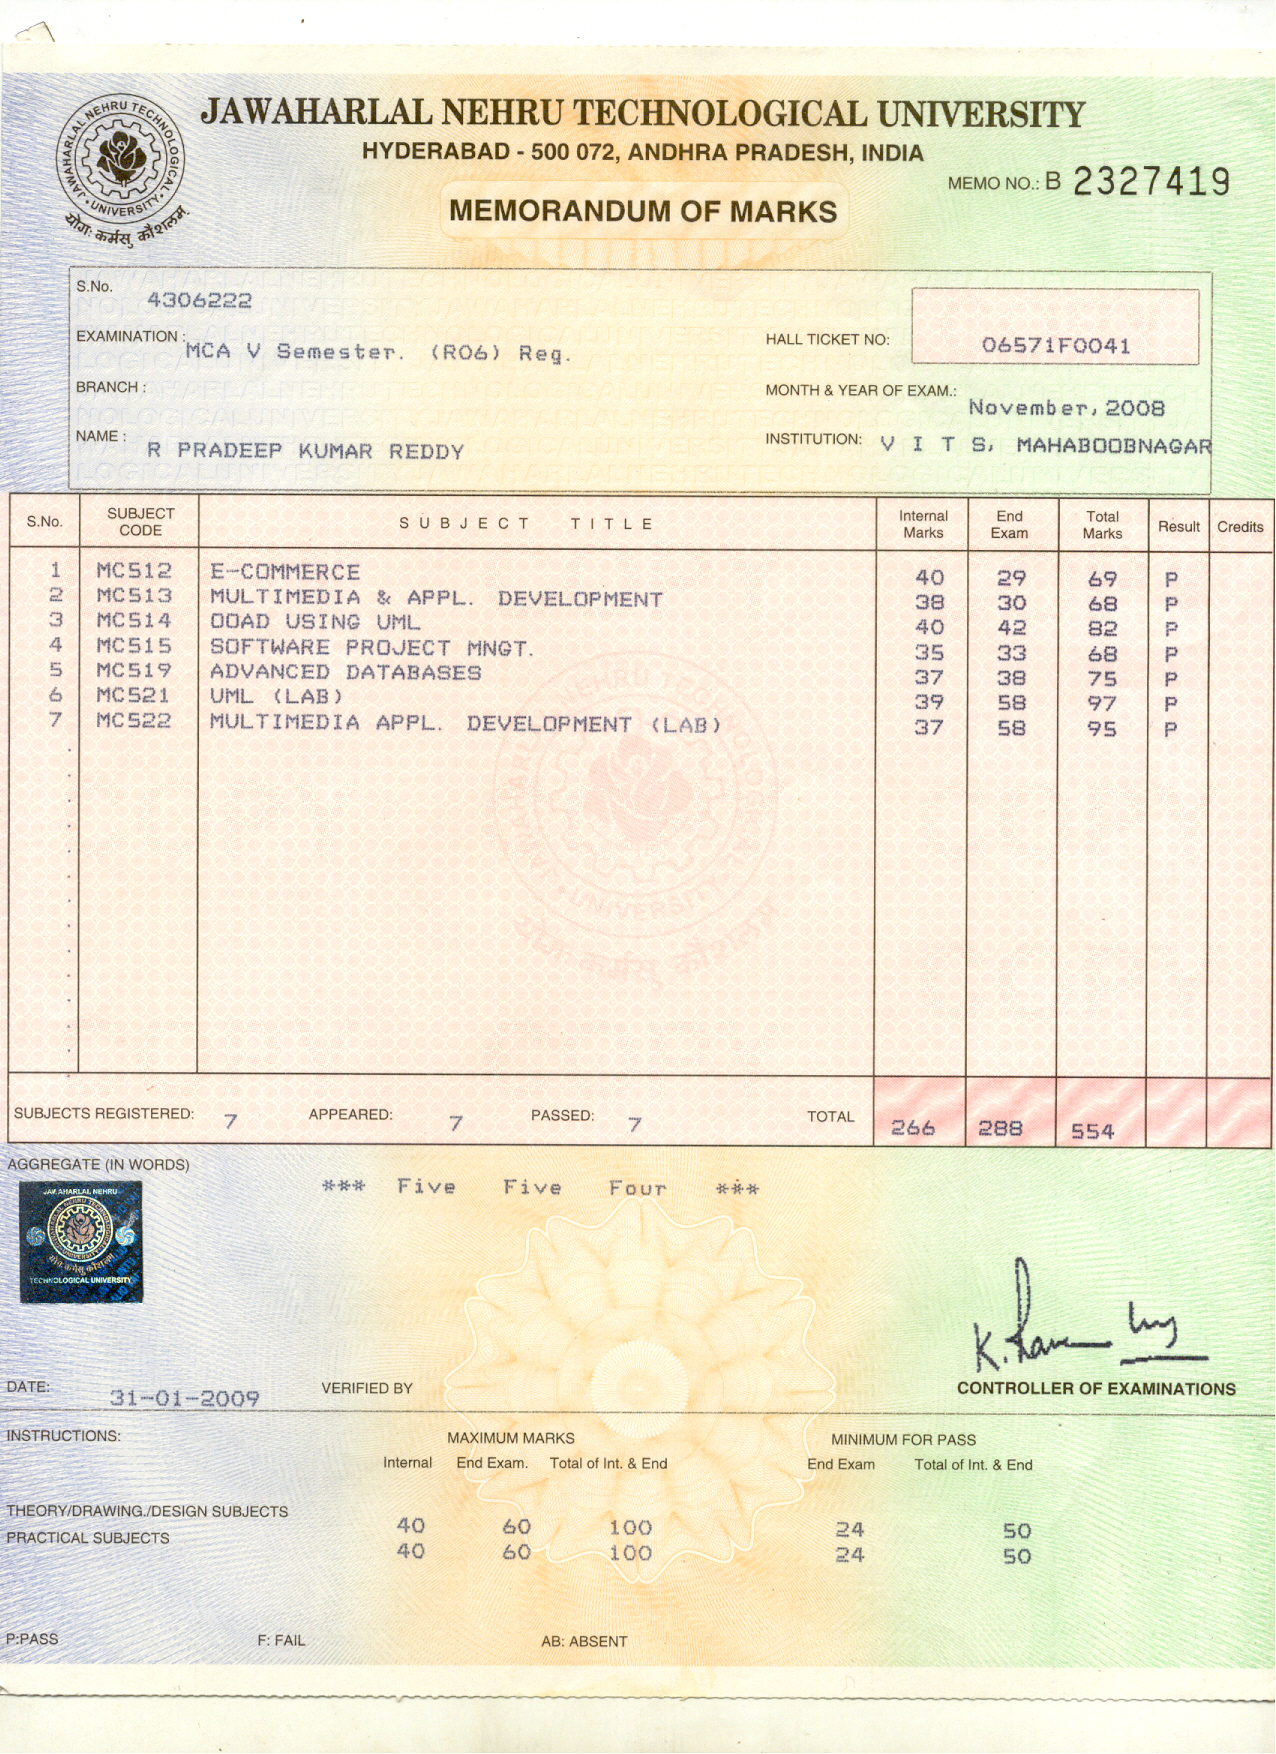 JAWAHARLAL NEHRU TECHNOLOGICAL UNIVERSITY
JAWAHARLAL NEHRU TECHNOLOGICAL UNIVERSITY
योगः कर्मसु कौशलम्
HYDERABAD - 500 072, ANDHRA PRADESH, INDIA
MEMO NO.: B 2327419
MEMORANDUM OF MARKS
S.No. 4306222
EXAMINATION : MCA V Semester. (R06) Reg. HALL TICKET NO: 06571F0041
BRANCH : MONTH & YEAR OF EXAM.: November, 2008
NAME : R PRADEEP KUMAR REDDY INSTITUTION: V I T S, MAHABOOBNAGAR
S.No. SUBJECT CODE SUBJECT TITLE Internal Marks End Exam Total Marks Result Credits
1 MC512 E-COMMERCE 40 29 69 P
2 MC513 MULTIMEDIA & APPL. DEVELOPMENT 38 30 68 P
3 MC514 OOAD USING UML 40 42 82 P
4 MC515 SOFTWARE PROJECT MNGT. 35 33 68 P
5 MC519 ADVANCED DATABASES 37 38 75 P
6 MC521 UML (LAB) 39 58 97 P
7 MC522 MULTIMEDIA APPL. DEVELOPMENT (LAB) 37 58 95 P
SUBJECTS REGISTERED: 7 APPEARED: 7 PASSED: 7 TOTAL 266 288 554
AGGREGATE (IN WORDS)
*** Five Five Four ***
JAWAHARLAL NEHRU
TECHNOLOGICAL UNIVERSITY
DATE: 31-01-2009 VERIFIED BY CONTROLLER OF EXAMINATIONS
INSTRUCTIONS: MAXIMUM MARKS MINIMUM FOR PASS
Internal End Exam. Total of Int. & End End Exam Total of Int. & End
THEORY/DRAWING./DESIGN SUBJECTS 40 60 100 24 50
PRACTICAL SUBJECTS 40 60 100 24 50
P:PASS F: FAIL AB: ABSENT